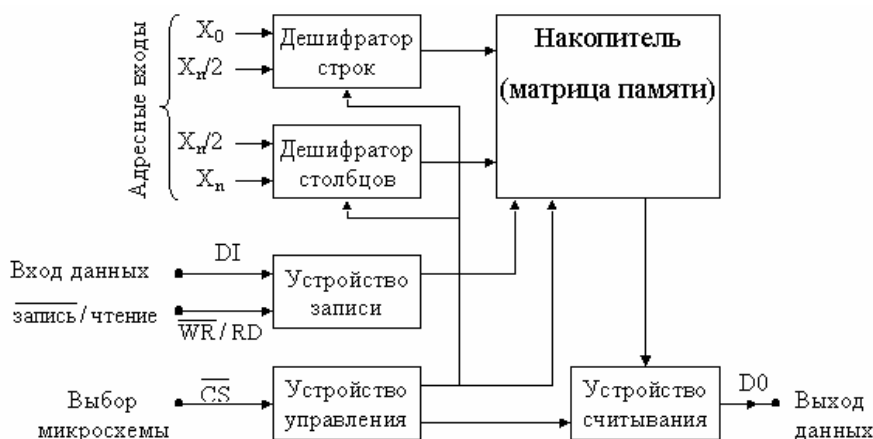 Адресные входы
X0
Xn/2
Дешифратор
строк
Накопитель
(матрица памяти)
Xn/2
Xn
Дешифратор
столбцов
Вход данных
DI
Устройство
записи
запись / чтение
WR / RD
Выбор
микросхемы
CS
Устройство
управления
Устройство
считывания
D0
Выход
данных